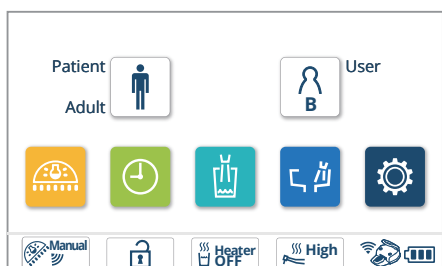 Patient
User
Adult
B
Manual
Heater
OFF
High